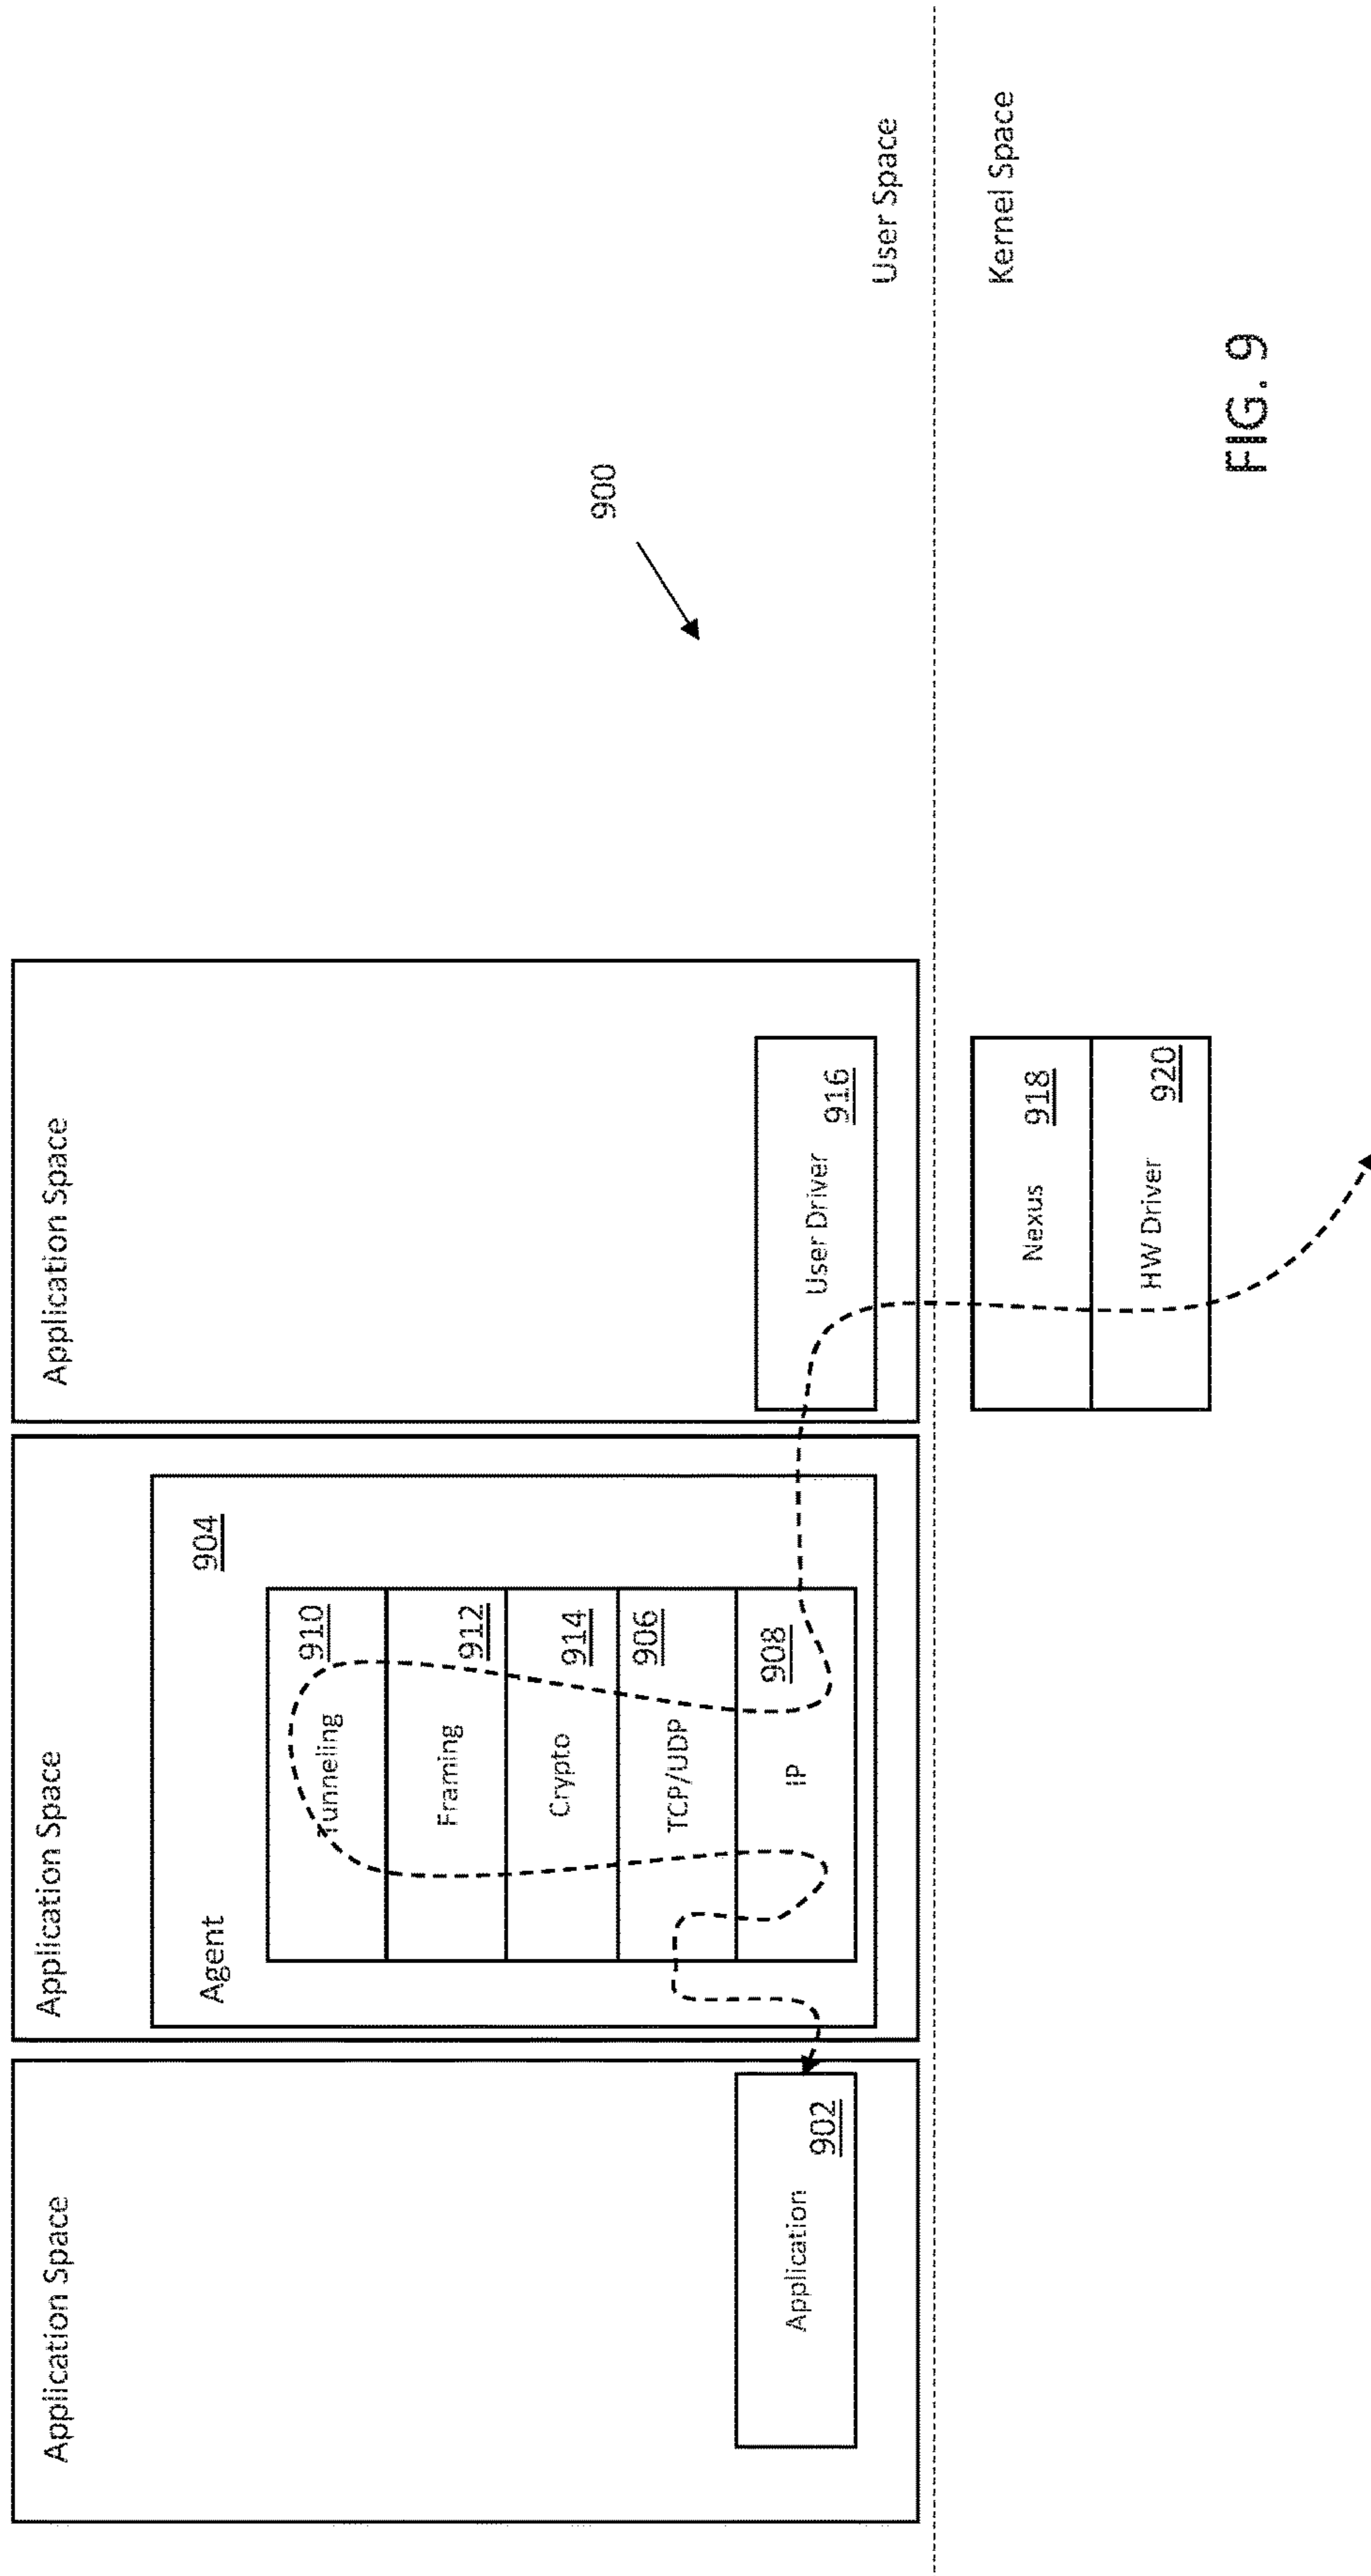 Application Space
Application
902
Application Space
Agent
904
Tunneling
910
Framing
912
Crypto
914
TCP/UDP
906
IP
908
Application Space
User Driver
916
Nexus
918
HW Driver
920
900
User Space
Kernel Space
FIG. 9